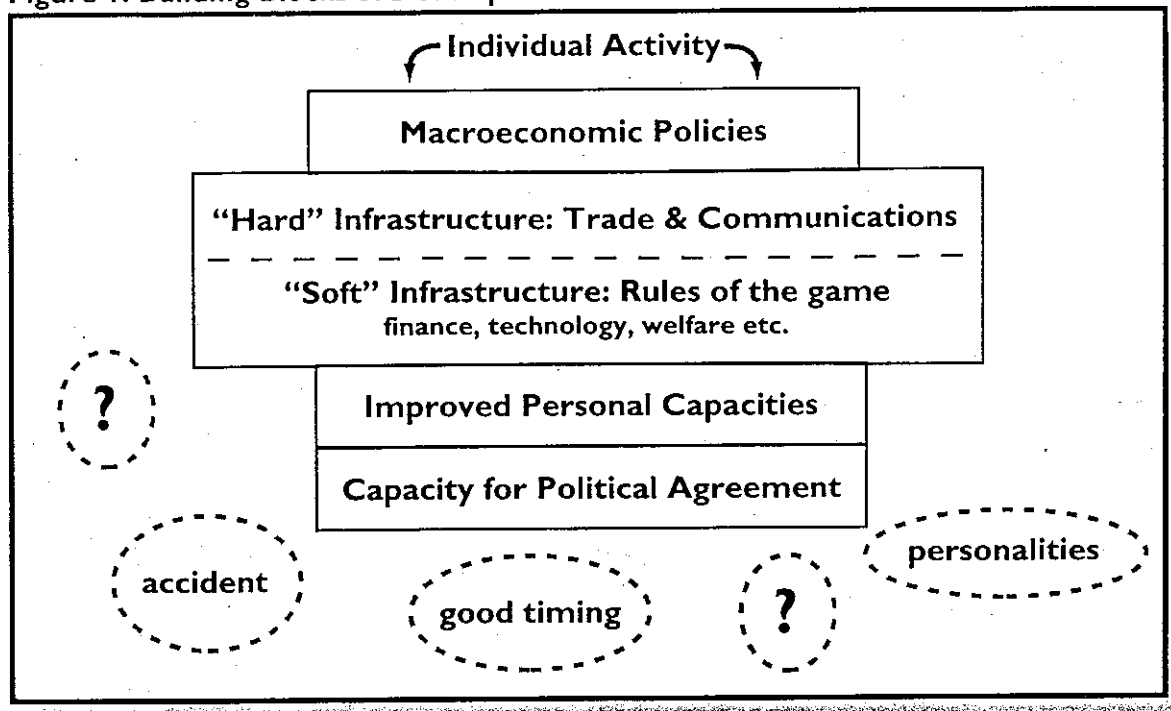 Individual Activity
Macroeconomic Policies
“Hard” Infrastructure: Trade & Communications
“Soft” Infrastructure: Rules of the game
finance, technology, welfare etc.
?
Improved Personal Capacities
Capacity for Political Agreement
personalities
accident
good timing
?